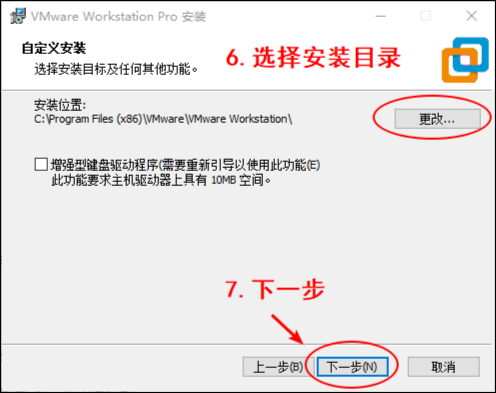 VMware Workstation Pro 安装
自定义安装
选择安装目标及任何其他功能。
6. 选择安装目录
安装位置:
C:\Program Files (x86)\VMware\VMware Workstation\
更改...
增强型键盘驱动程序(需要重新引导以使用此功能(E)
此功能要求主机驱动器上具有 10MB 空间。
7. 下一步
上一步(B)
下一步(N)
取消